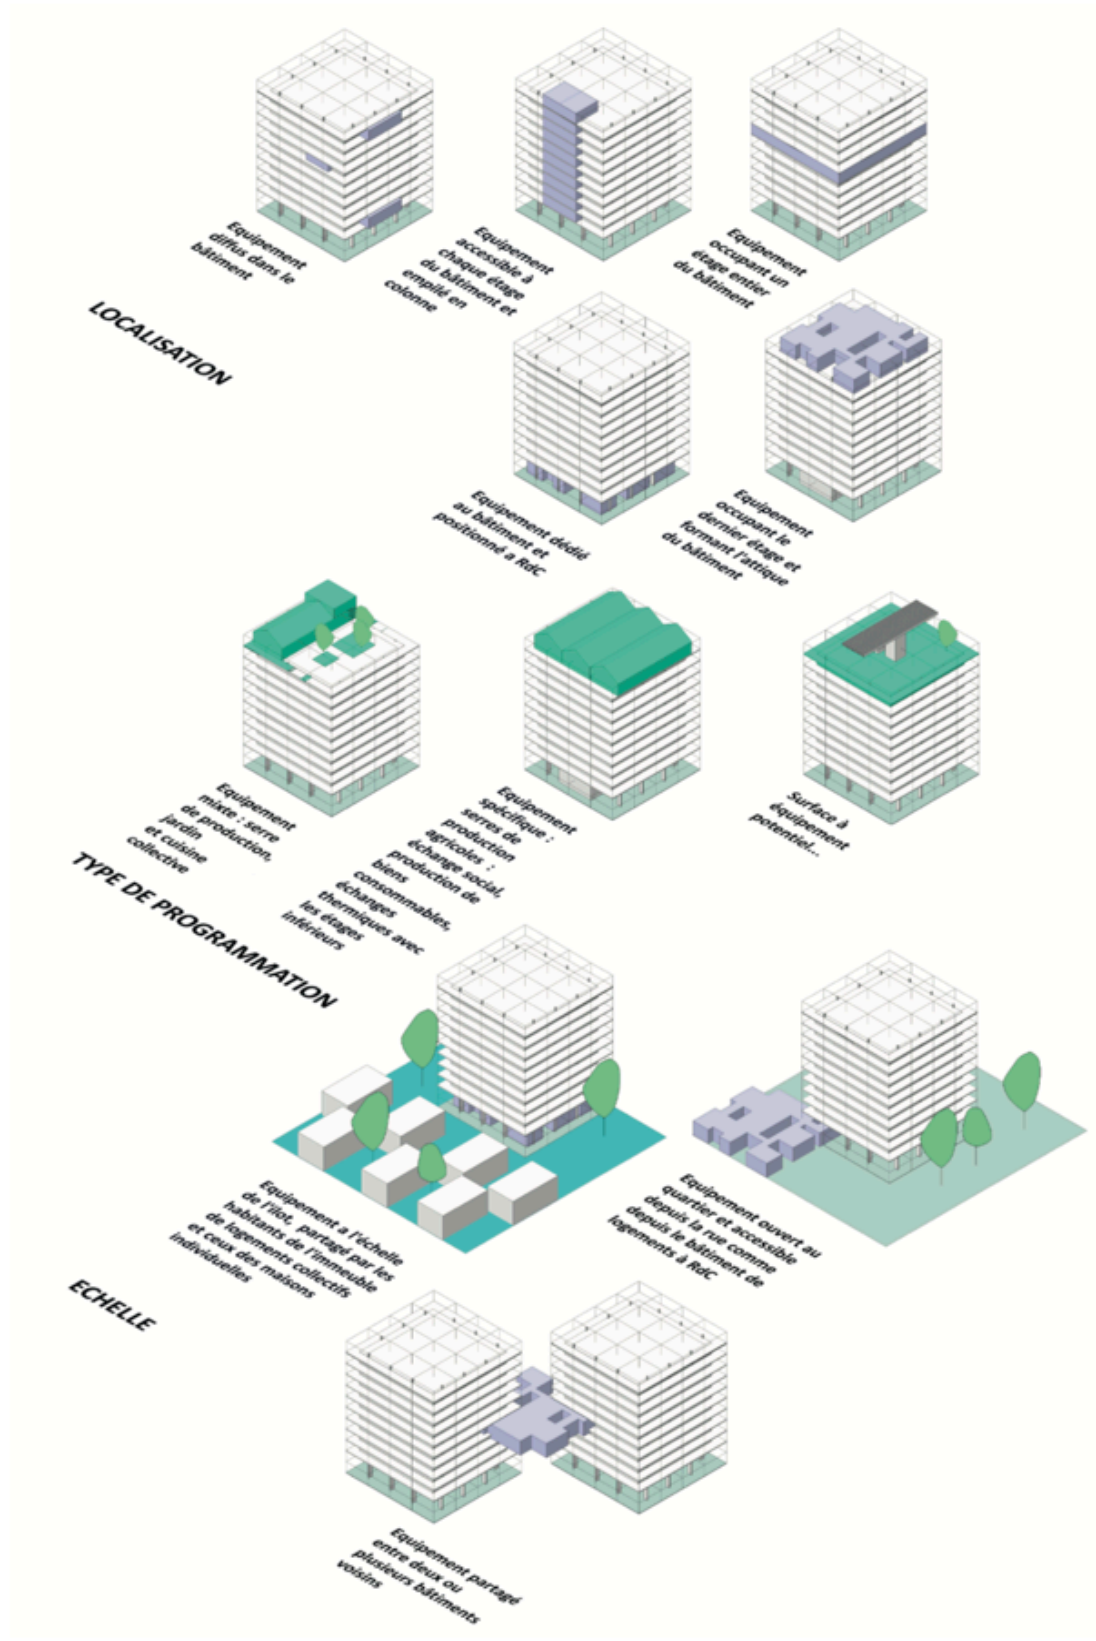 Equipement
diffus dans le
bâtiment
Equipement
accessible à
chaque étage
du bâtiment et
empilé en
colonne
Equipement
occupant un
étage entier
du bâtiment
LOCALISATION
Equipement dédié
au bâtiment et
positionné a RdC
Equipement
occupant le
dernier étage et
formant l'attique
du bâtiment
Equipement
mixte : serre
de production,
jardin
et cuisine
collective
Equipement
spécifique :
serres de
production
agricoles :
échange social,
production de
biens
consommables,
échanges
thermiques avec
les étages
inférieurs
Surface à
équipement
potentiel...
TYPE DE PROGRAMMATION
Equipement a l'échelle
de l'ilot, partagé par les
habitants de l'immeuble
de logements collectifs
et ceux des maisons
individuelles
Equipement ouvert au
quartier et accessible
depuis la rue comme
depuis le bâtiment de
logements à RdC
ECHELLE
Equipement partagé
entre deux ou
plusieurs bâtiments
voisins